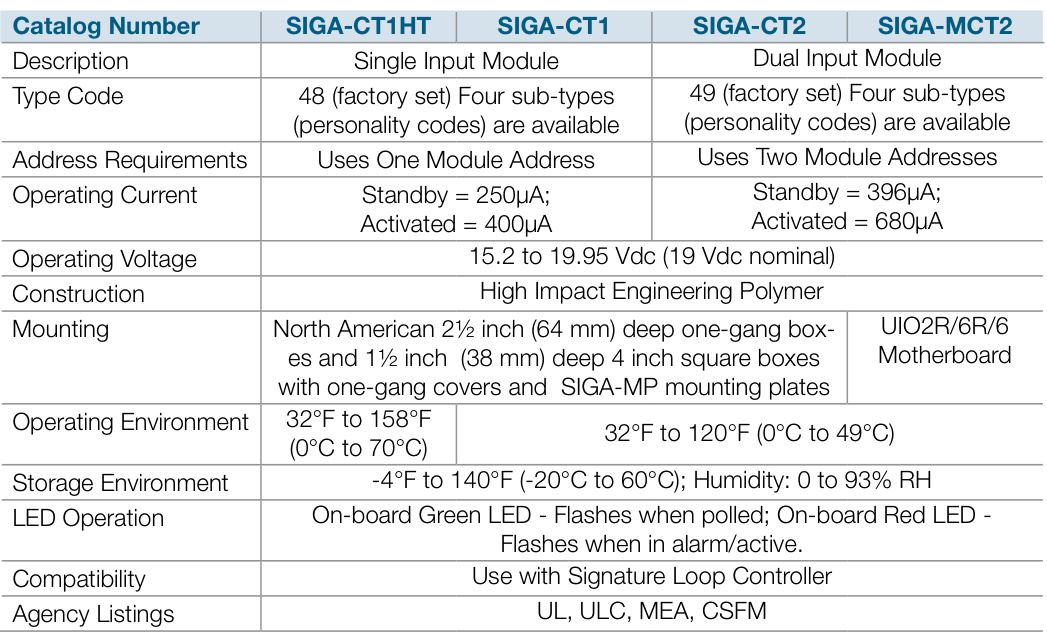 Catalog Number SIGA-CT1HT SIGA-CT1 SIGA-CT2 SIGA-MCT2
Description Single Input Module Dual Input Module
Type Code 48 (factory set) Four sub-types 49 (factory set) Four sub-types
(personality codes) are available (personality codes) are available
Address Requirements Uses One Module Address Uses Two Module Addresses
Operating Current Standby = 250µA; Standby = 396µA;
Activated = 400µA Activated = 680µA
Operating Voltage 15.2 to 19.95 Vdc (19 Vdc nominal)
Construction High Impact Engineering Polymer
Mounting North American 2½ inch (64 mm) deep one-gang box- UIO2R/6R/6
es and 1½ inch (38 mm) deep 4 inch square boxes Motherboard
with one-gang covers and SIGA-MP mounting plates
Operating Environment 32°F to 158°F 32°F to 120°F (0°C to 49°C)
(0°C to 70°C)
Storage Environment -4°F to 140°F (-20°C to 60°C); Humidity: 0 to 93% RH
LED Operation On-board Green LED - Flashes when polled; On-board Red LED -
Flashes when in alarm/active.
Compatibility Use with Signature Loop Controller
Agency Listings UL, ULC, MEA, CSFM